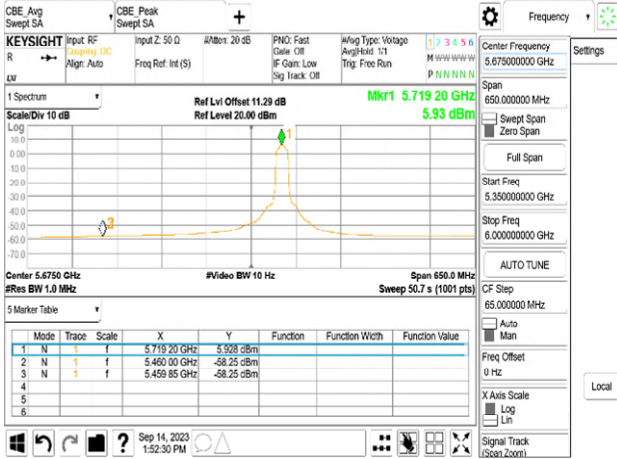 CBE_Avg
Swept SA
CBE_Peak
Swept SA
+
Frequency
KEYSIGHT
R
Input: RF
Coupling: DC
Align: Auto
Input Z: 50 Ω
Freq Ref: Int (S)
#Atten: 20 dB
PNO: Fast
Gate: Off
IF Gain: Low
Sig Track: Off
#Avg Type: Voltage
Avg|Hold: 1/1
Trig: Free Run
1 2 3 4 5 6
M W W W W W
P N N N N N
1 Spectrum
Scale/Div 10 dB
Ref Lvl Offset 11.29 dB
Ref Level 20.00 dBm
Mkr1 5.719 20 GHz
5.93 dBm
Log
10.0
0.00
-10.0
-20.0
-30.0
-40.0
-50.0
-60.0
-70.0
1
3
Center 5.6750 GHz
#Res BW 1.0 MHz
#Video BW 10 Hz
Span 650.0 MHz
Sweep 50.7 s (1001 pts)
5 Marker Table
Mode Trace Scale X Y Function Function Width Function Value
1 N 1 f 5.719 20 GHz 5.928 dBm
2 N 1 f 5.460 00 GHz -58.25 dBm
3 N 1 f 5.459 85 GHz -58.25 dBm
4
5
6
Sep 14, 2023
1:52:30 PM
?
Center Frequency
5.675000000 GHz
Settings
Span
650.000000 MHz
Swept Span
Zero Span
Full Span
Start Freq
5.350000000 GHz
Stop Freq
6.000000000 GHz
AUTO TUNE
CF Step
65.000000 MHz
Auto
Man
Freq Offset
0 Hz
X Axis Scale
Log
Lin
Local
Signal Track
(Span Zoom)